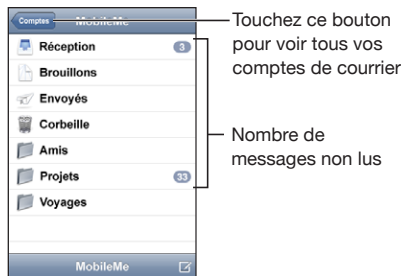 Comptes MobileMe
Réception 3
Brouillons
Envoyés
Corbeille
Amis
Projets 33
Voyages
MobileMe
Touchez ce bouton
pour voir tous vos
comptes de courrier
Nombre de
messages non lus